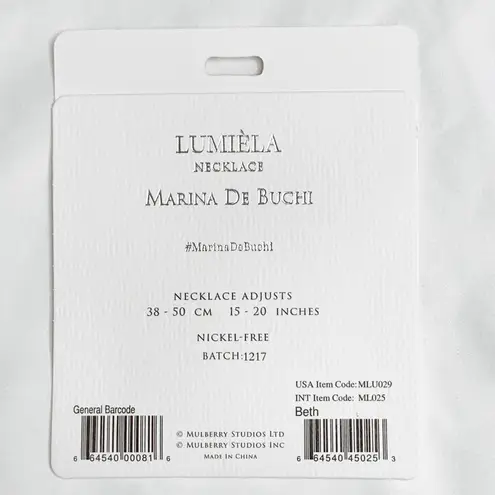 LUMIÈLA
NECKLACE
MARINA DE BUCHI
#MarinaDeBuchi
NECKLACE ADJUSTS
38 - 50 CM 15 - 20 INCHES
NICKEL-FREE
BATCH:1217
USA Item Code:MLU029
INT Item Code: ML025
General Barcode
Beth
© MULBERRY STUDIOS LTD
© MULBERRY STUDIOS INC
MADE IN CHINA
6 64540 00081 6
6 64540 45025 3